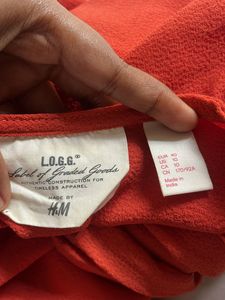 L.O.G.G.®
Label of Graded Goods
AUTHENTIC CONSTRUCTION FOR
TIMELESS APPAREL
MADE BY
H&M
EUR 40
US 10
CA 10
CN 170/92A
Made in
India